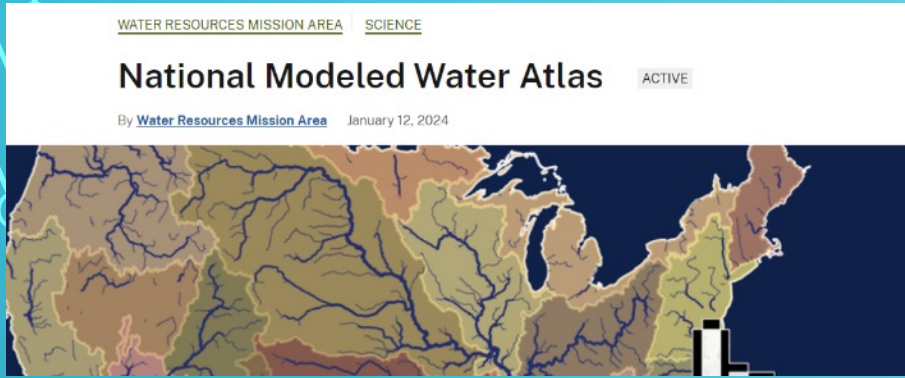 WATER RESOURCES MISSION AREA SCIENCE
National Modeled Water Atlas ACTIVE
By Water Resources Mission Area January 12, 2024